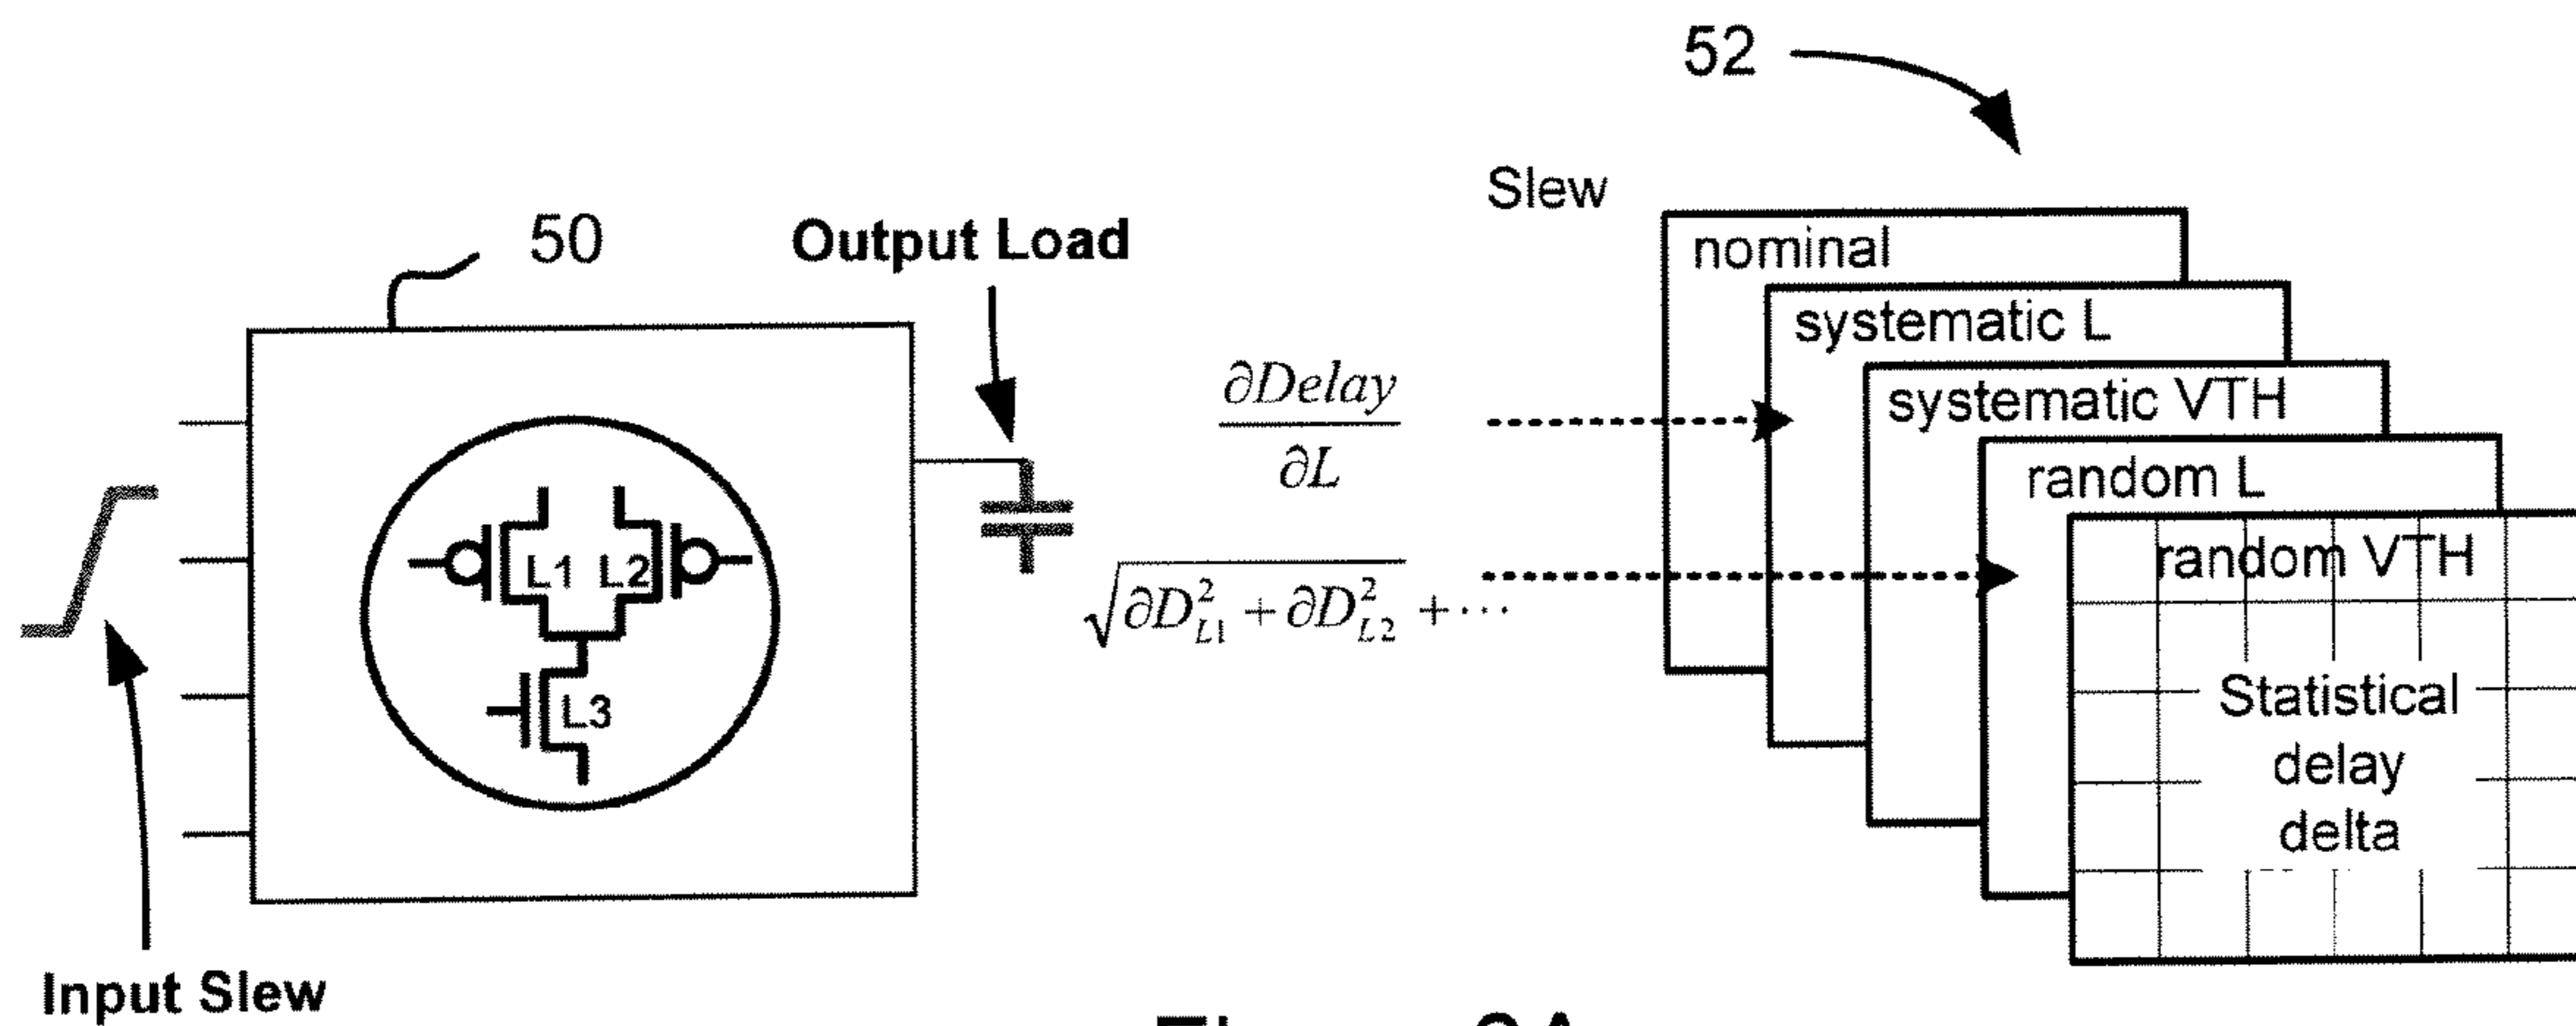 52
Slew
50
Output Load
nominal
systematic L
systematic VTH
random L
random VTH
∂Delay
∂L
√∂D²L1 + ∂D²L2 + ···
L1 L2
L3
Statistical
delay
delta
Input Slew